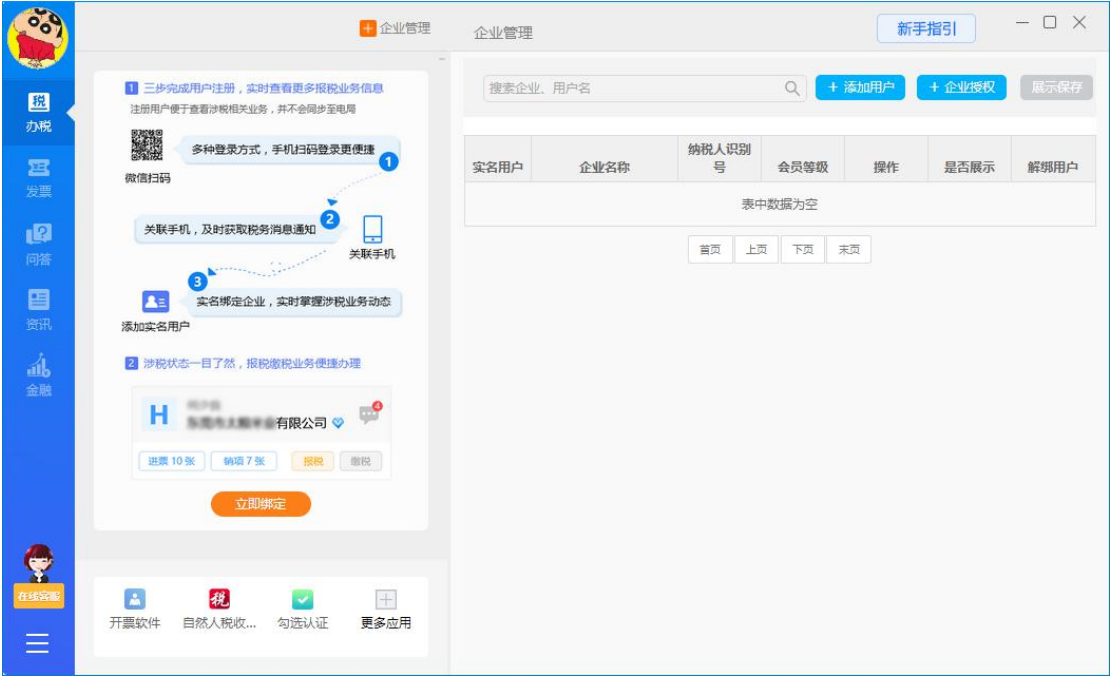 税
办税
发票
问答
资讯
金融
在线客服
企业管理
1 三步完成用户注册，实时查看更多报税业务信息
注册用户便于查看涉税相关业务，并不会同步至电局
多种登录方式，手机扫码登录更便捷
1
微信扫码
2
关联手机，及时获取税务消息通知
关联手机
3
实名绑定企业，实时掌握涉税业务动态
添加实名用户
2 涉税状态一目了然，报税缴税业务便捷办理
H
有限公司
4
进票 10 张
销项 7 张
报税
缴税
立即绑定
税
开票软件
自然人税收...
勾选认证
更多应用
企业管理
新手指引
搜索企业、用户名
+ 添加用户
+ 企业授权
展示保存
实名用户
企业名称
纳税人识别
号
会员等级
操作
是否展示
解绑用户
表中数据为空
首页
上页
下页
末页